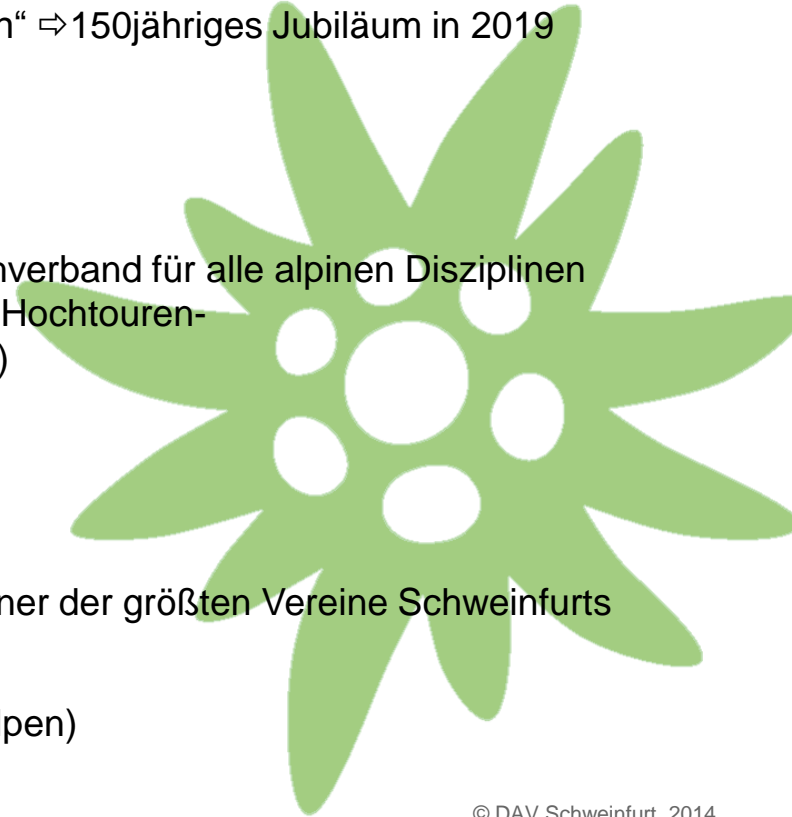 n“ ⇨150jähriges Jubiläum in 2019
nverband für alle alpinen Disziplinen
Hochtouren-
)
ner der größten Vereine Schweinfurts
lpen)
© DAV Schweinfurt, 2014